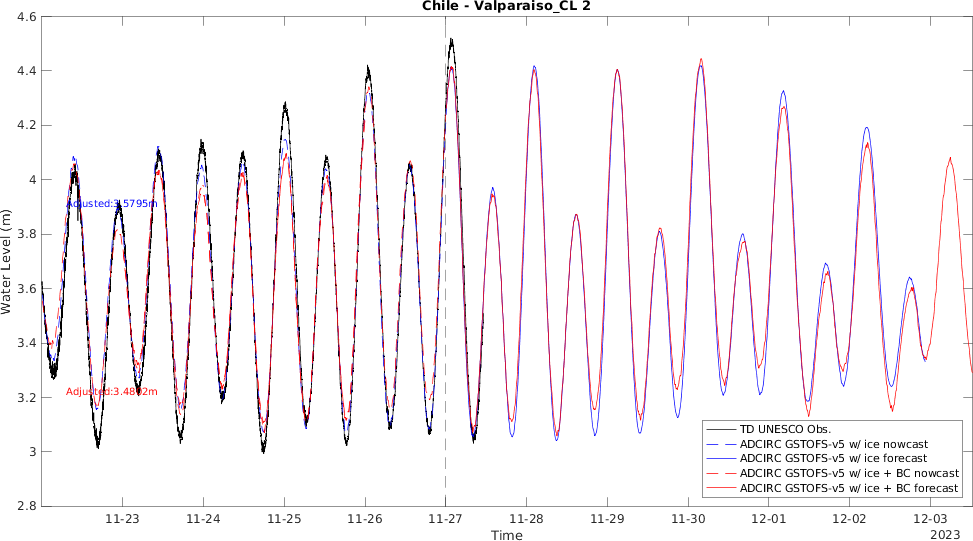 Chile - Valparaiso_CL 2
4.6
4.4
4.2
4
3.8
3.6
3.4
3.2
3
2.8
Water Level (m)
Adjusted:3.5795m
Adjusted:3.4802m
TD UNESCO Obs.
ADCIRC GSTOFS-v5 w/ ice nowcast
ADCIRC GSTOFS-v5 w/ ice forecast
ADCIRC GSTOFS-v5 w/ ice + BC nowcast
ADCIRC GSTOFS-v5 w/ ice + BC forecast
11-23 11-24 11-25 11-26 11-27 11-28 11-29 11-30 12-01 12-02 12-03
2023
Time